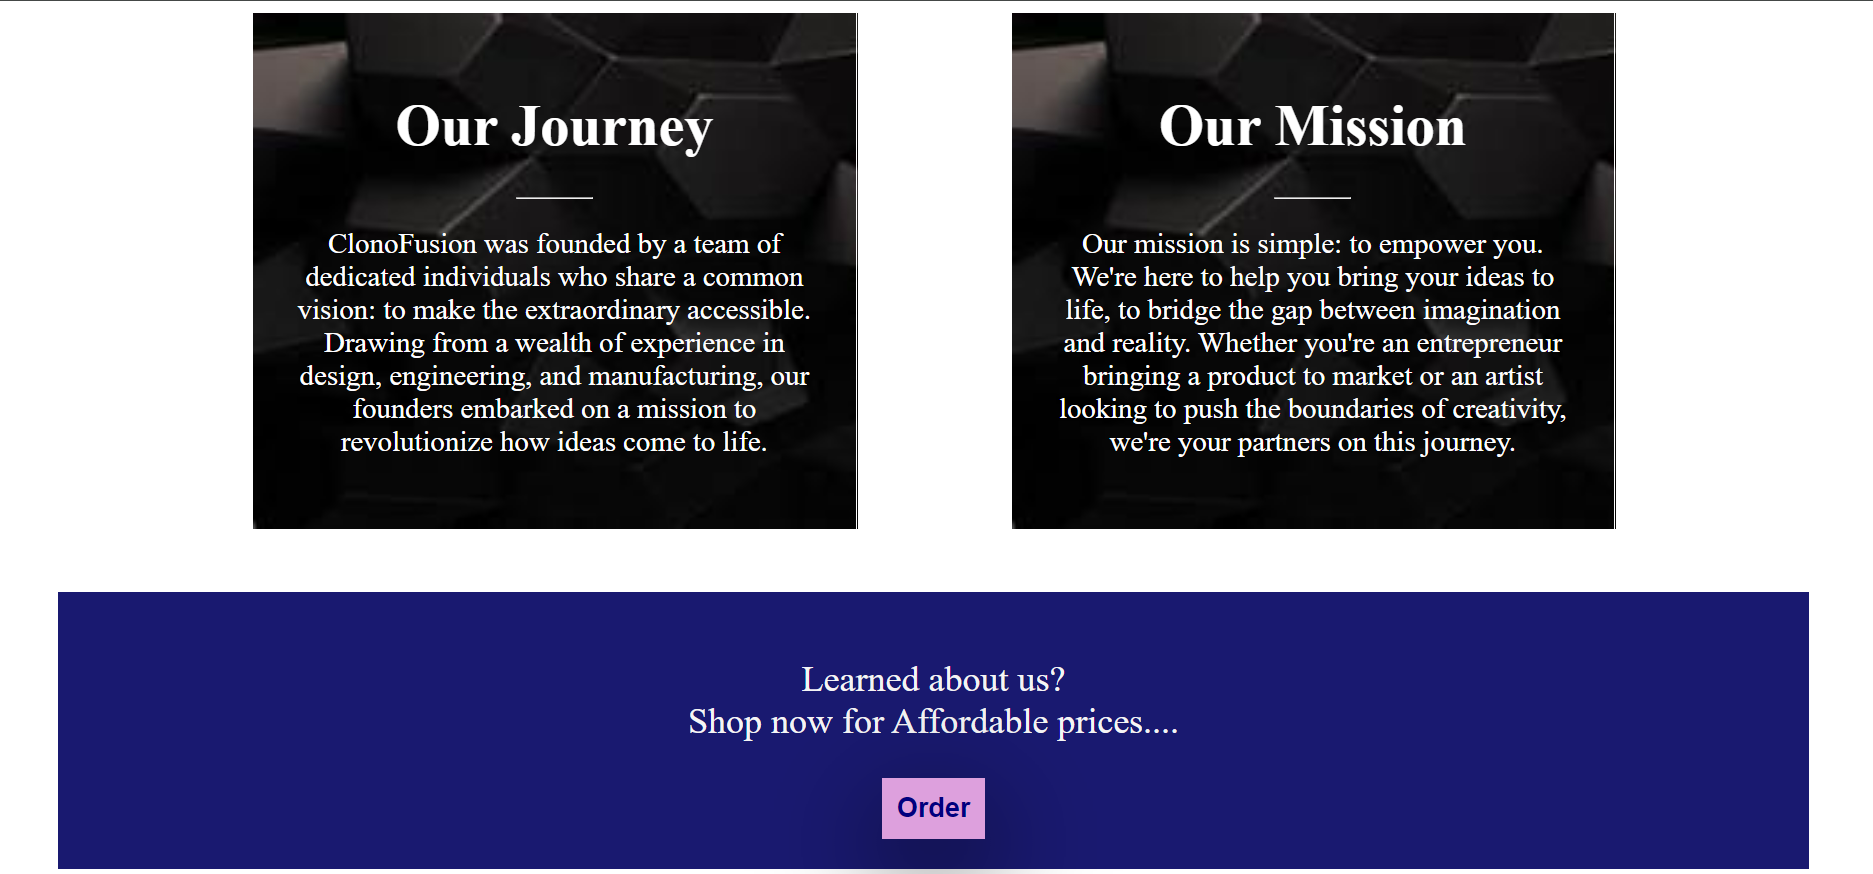 Our Journey
ClonoFusion was founded by a team of
dedicated individuals who share a common
vision: to make the extraordinary accessible.
Drawing from a wealth of experience in
design, engineering, and manufacturing, our
founders embarked on a mission to
revolutionize how ideas come to life.
Our Mission
Our mission is simple: to empower you.
We're here to help you bring your ideas to
life, to bridge the gap between imagination
and reality. Whether you're an entrepreneur
bringing a product to market or an artist
looking to push the boundaries of creativity,
we're your partners on this journey.
Learned about us?
Shop now for Affordable prices....
Order